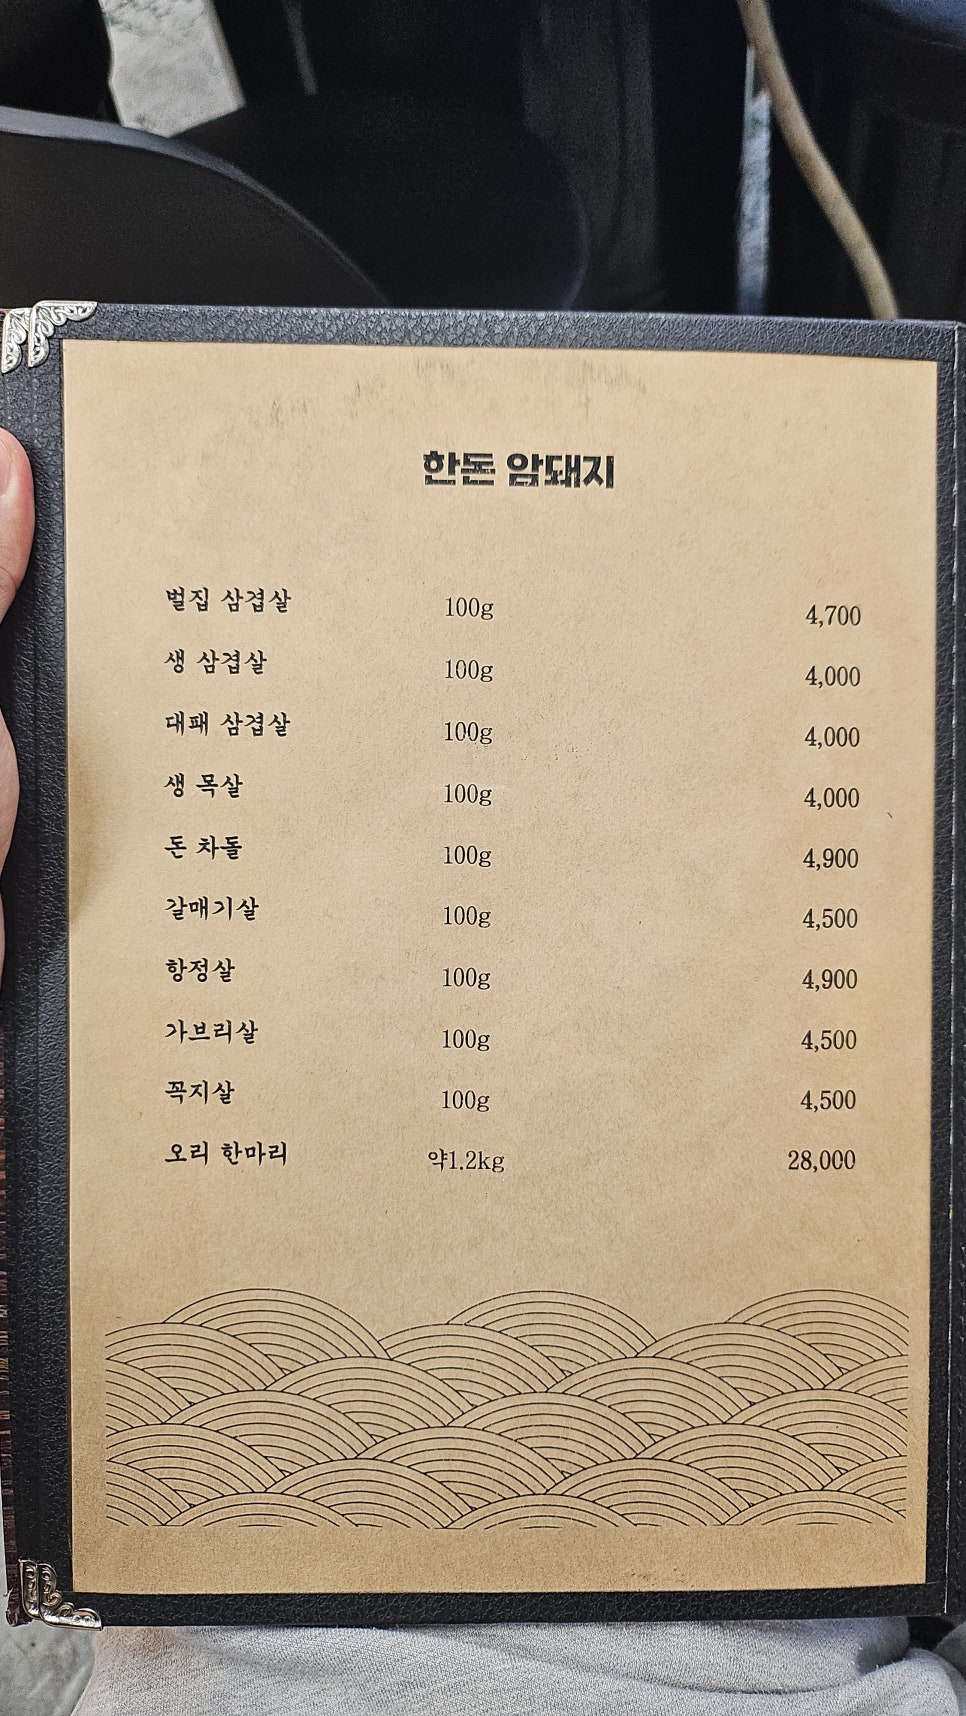 한돈 암돼지
벌집 삼겹살 100g 4,700
생 삼겹살 100g 4,000
대패 삼겹살 100g 4,000
생 목살 100g 4,000
돈 차돌 100g 4,900
갈매기살 100g 4,500
항정살 100g 4,900
가브리살 100g 4,500
꼭지살 100g 4,500
오리 한마리 약1.2kg 28,000